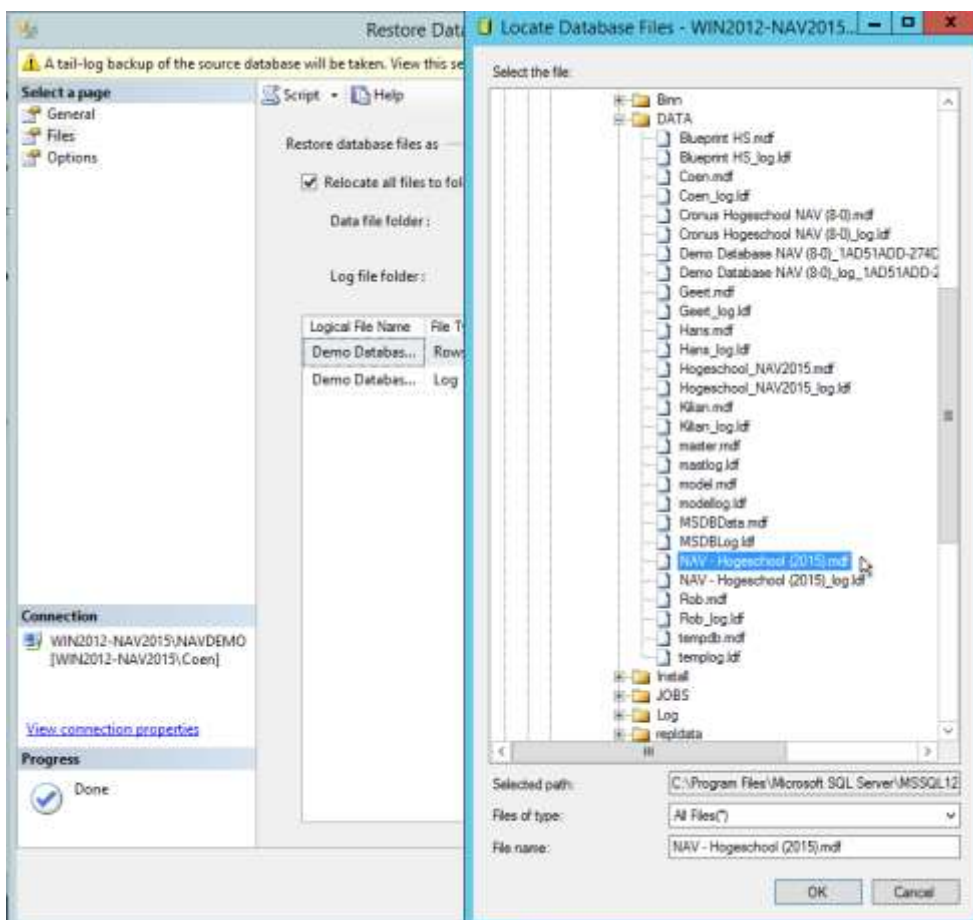 Restore Data
A tail-log backup of the source database will be taken. View this se
Select a page
General
Files
Options
Script
Help
Restore database files as
Relocate all files to fol
Data file folder :
Log file folder :
Logical File Name File Ty
Demo Databas... Rows
Demo Databas... Log
Connection
WIN2012-NAV2015\NAVDEMO
[WIN2012-NAV2015\Coen]
View connection properties
Progress
Done
Locate Database Files - WIN2012-NAV2015...
Select the file:
Binn
DATA
Blueprint HS.mdf
Blueprint HS_log.ldf
Coen.mdf
Coen_log.ldf
Cronus Hogeschool NAV (8-0).mdf
Cronus Hogeschool NAV (8-0)_log.ldf
Demo Database NAV (8-0)_1AD51ADD-274D
Demo Database NAV (8-0)_log_1AD51ADD-2
Geert.mdf
Geert_log.ldf
Hans.mdf
Hans_log.ldf
Hogeschool_NAV2015.mdf
Hogeschool_NAV2015_log.ldf
Kilian.mdf
Kilian_log.ldf
master.mdf
mastlog.ldf
model.mdf
modellog.ldf
MSDBData.mdf
MSDBLog.ldf
NAV - Hogeschool (2015).mdf
NAV - Hogeschool (2015)_log.ldf
Rob.mdf
Rob_log.ldf
tempdb.mdf
templog.ldf
Install
JOBS
Log
repldata
Selected path: C:\Program Files\Microsoft SQL Server\MSSQL12
Files of type: All Files(*)
File name: NAV - Hogeschool (2015).mdf
OK Cancel